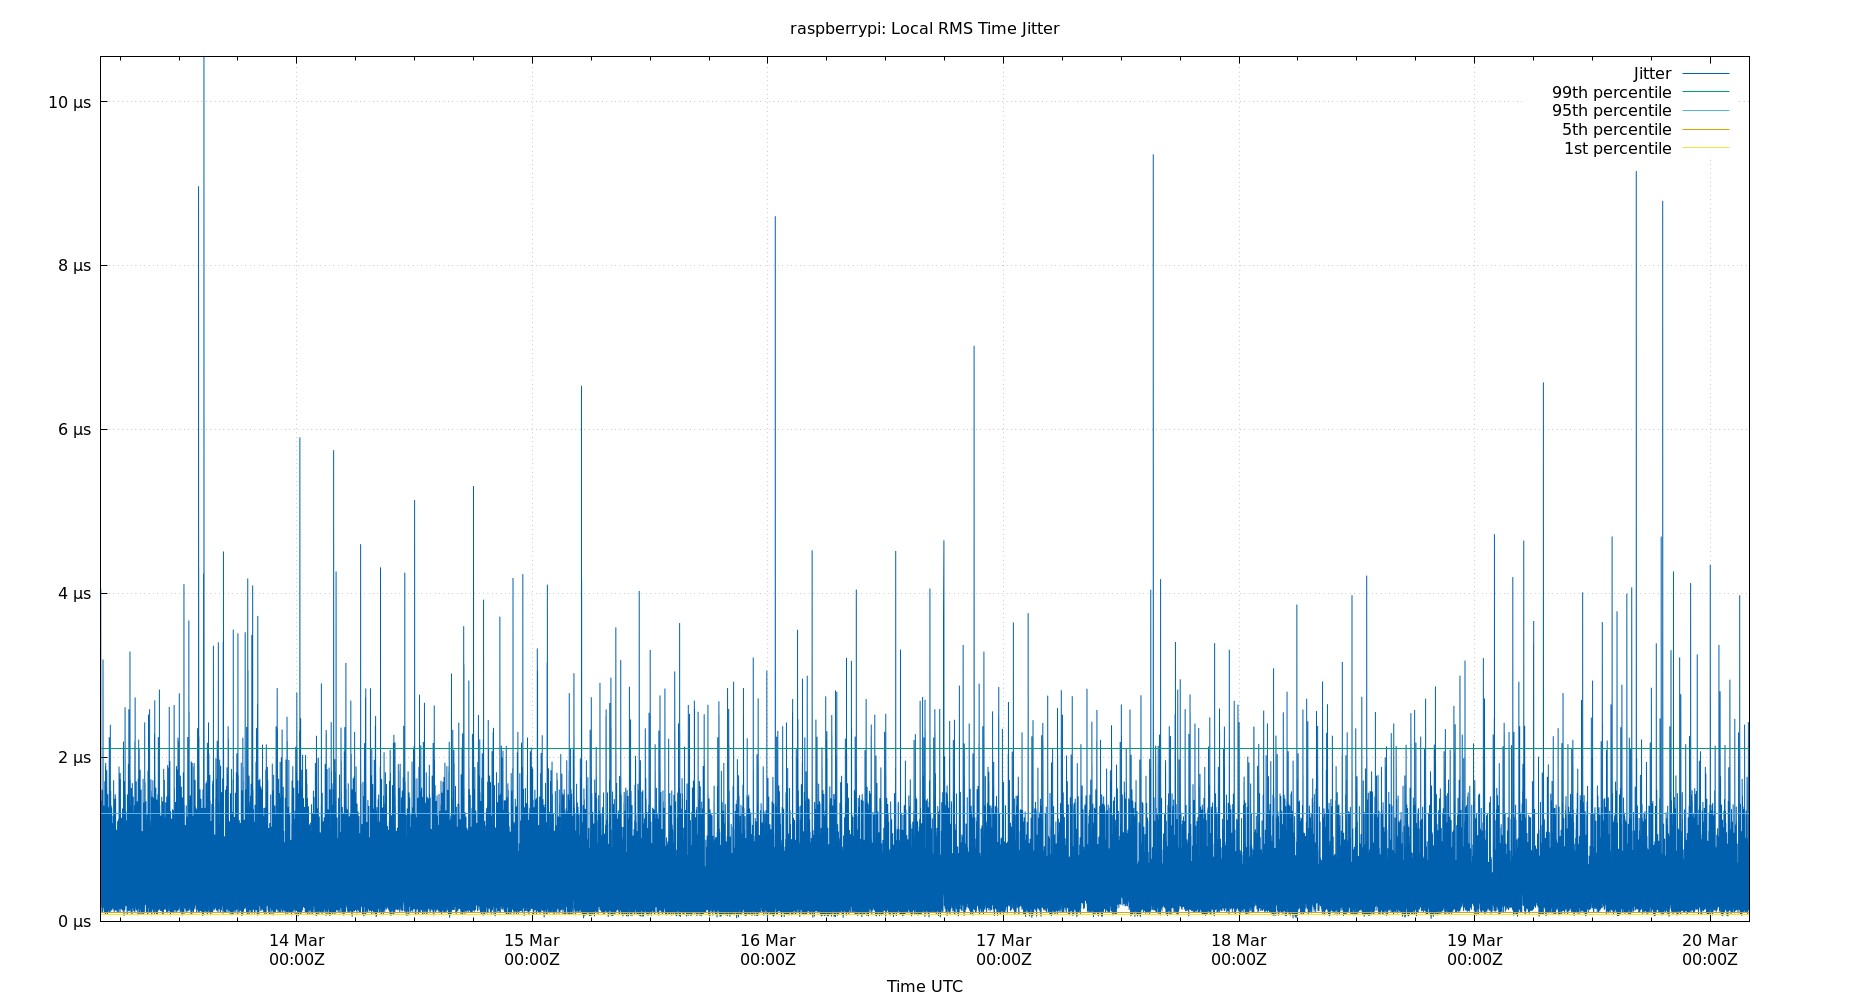 raspberrypi: Local RMS Time Jitter
Jitter
99th percentile
95th percentile
5th percentile
1st percentile
10 µs
8 µs
6 µs
4 µs
2 µs
0 µs
14 Mar 15 Mar 16 Mar 17 Mar 18 Mar 19 Mar 20 Mar
00:00Z 00:00Z 00:00Z 00:00Z 00:00Z 00:00Z 00:00Z
Time UTC